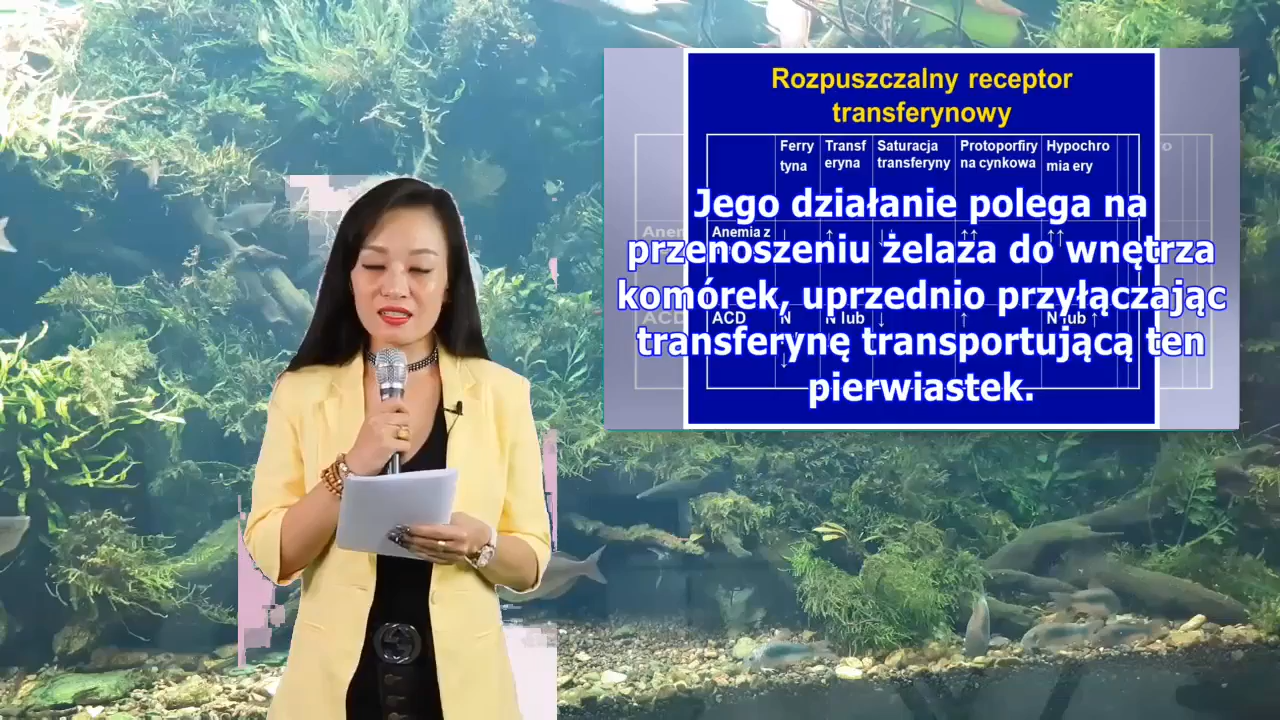 Rozpuszczalny receptor
transferynowy
Ferry Transf Saturacja Protoporfiry Hypochro
tyna eryna transferyny na cynkowa mia ery
Jego działanie polega na
Anemia z ↓ ↑ ↑↑ ↑↑
przenoszeniu żelaza do wnętrza
komórek, uprzednio przyłączając
ACD ACD N N lub ↓ ↑ N lub ↑
transferynę transportującą ten
↓
pierwiastek.